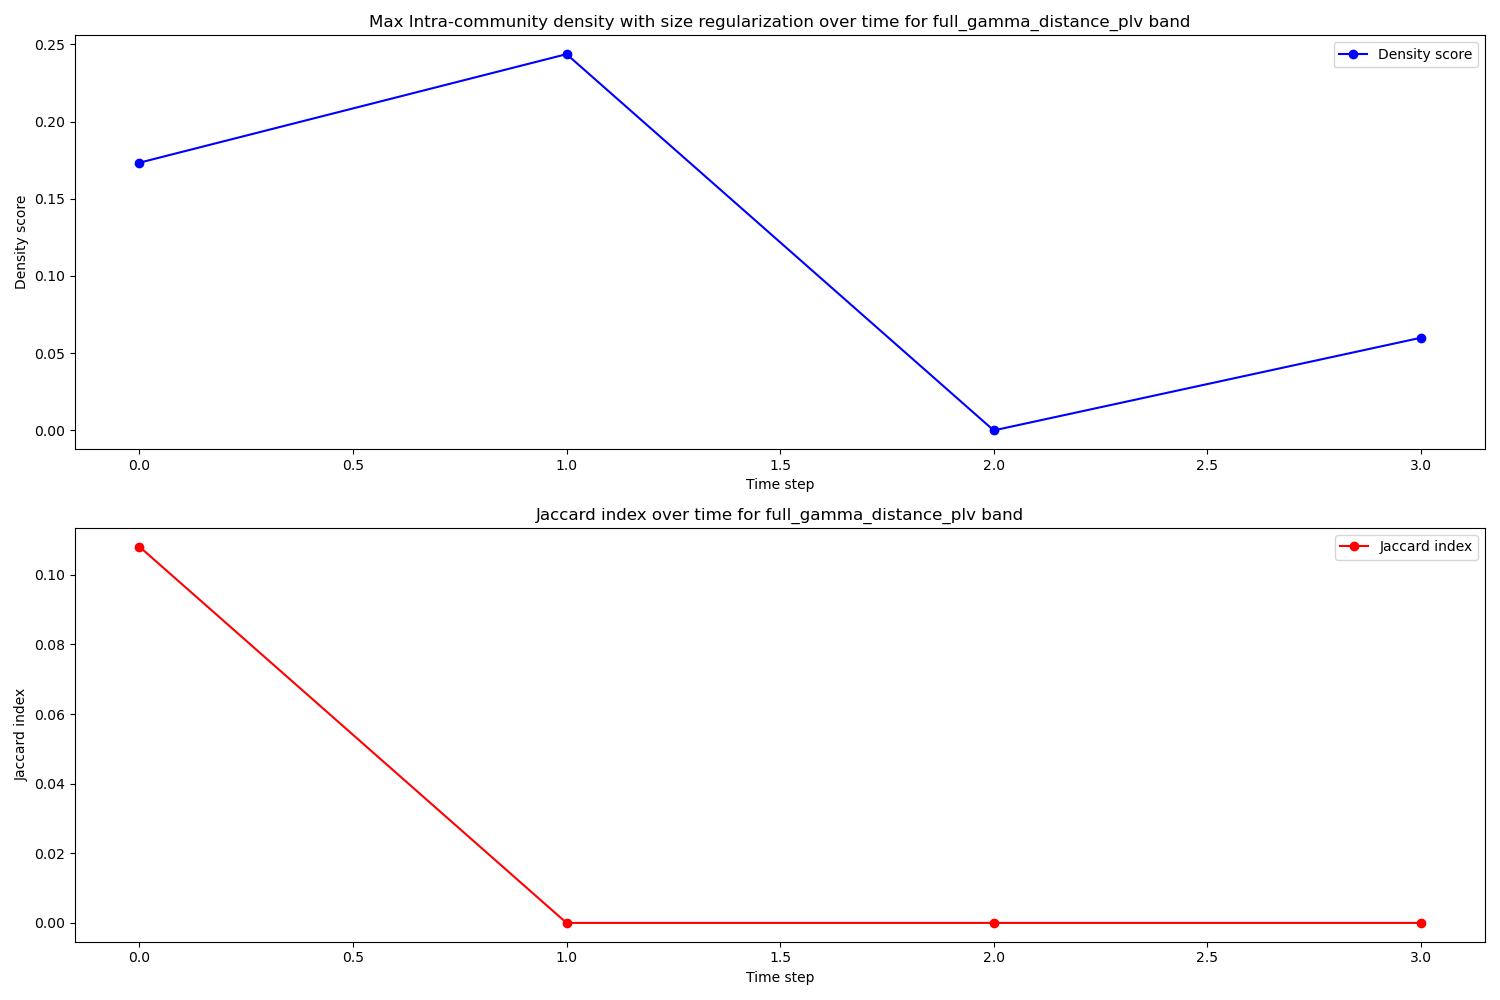 Max Intra-community density with size regularization over time for full_gamma_distance_plv band
Density score
0.25
0.20
0.15
0.10
0.05
0.00
Density score
0.0 0.5 1.0 1.5 2.0 2.5 3.0
Time step
Jaccard index over time for full_gamma_distance_plv band
Jaccard index
0.10
0.08
0.06
0.04
0.02
0.00
Jaccard index
0.0 0.5 1.0 1.5 2.0 2.5 3.0
Time step